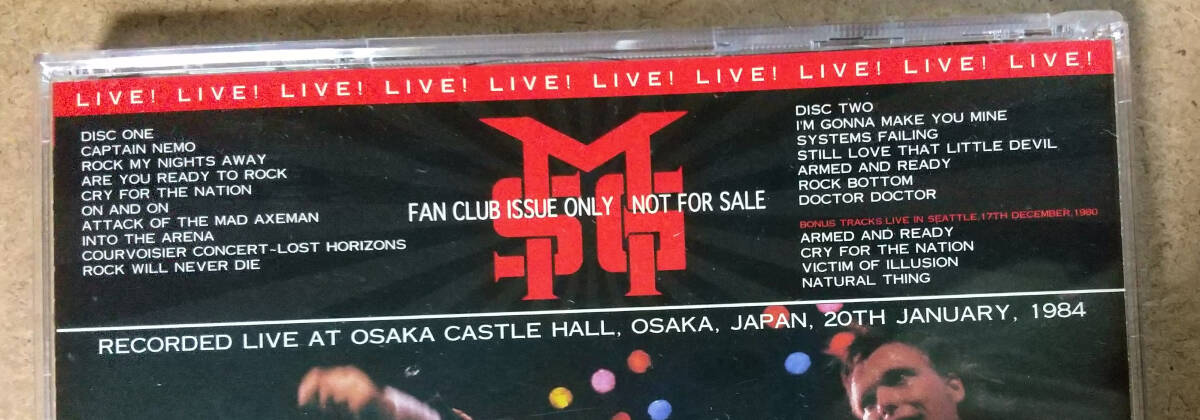 LIVE! LIVE! LIVE! LIVE! LIVE! LIVE! LIVE! LIVE! LIVE! LIVE!
DISC ONE
CAPTAIN NEMO
ROCK MY NIGHTS AWAY
ARE YOU READY TO ROCK
CRY FOR THE NATION
ON AND ON
ATTACK OF THE MAD AXEMAN
INTO THE ARENA
COURVOISIER CONCERT~LOST HORIZONS
ROCK WILL NEVER DIE
MSG
FAN CLUB ISSUE ONLY NOT FOR SALE
DISC TWO
I'M GONNA MAKE YOU MINE
SYSTEMS FAILING
STILL LOVE THAT LITTLE DEVIL
ARMED AND READY
ROCK BOTTOM
DOCTOR DOCTOR
BONUS TRACKS LIVE IN SEATTLE,17TH DECEMBER,1980
ARMED AND READY
CRY FOR THE NATION
VICTIM OF ILLUSION
NATURAL THING
RECORDED LIVE AT OSAKA CASTLE HALL, OSAKA, JAPAN, 20TH JANUARY, 1984